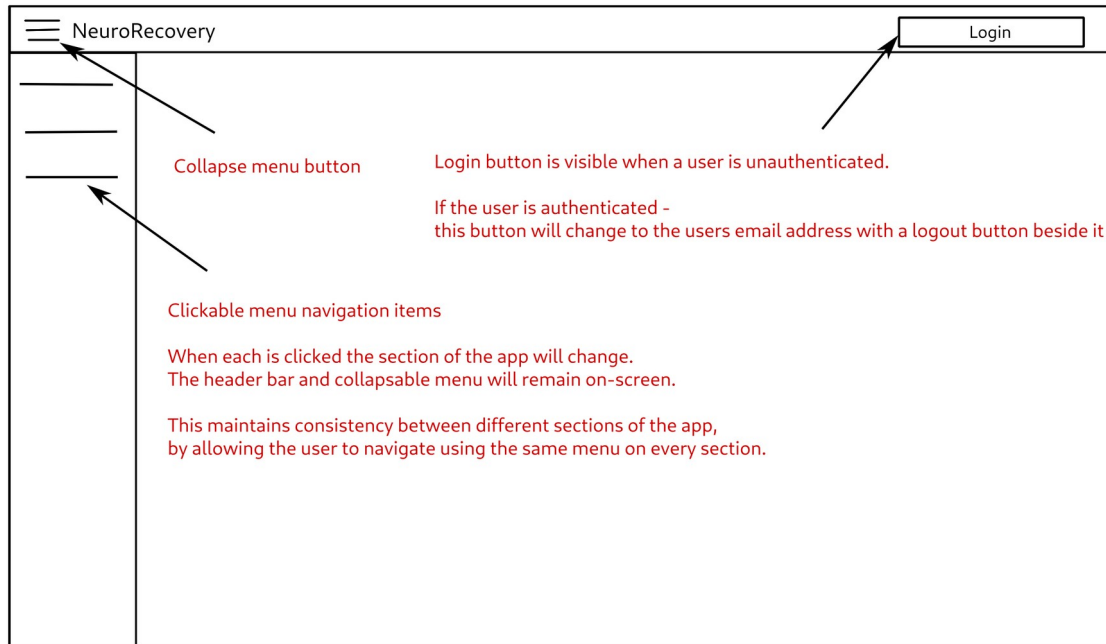 NeuroRecovery
Login
Collapse menu button
Login button is visible when a user is unauthenticated.
If the user is authenticated -
this button will change to the users email address with a logout button beside it
Clickable menu navigation items
When each is clicked the section of the app will change.
The header bar and collapsable menu will remain on-screen.
This maintains consistency between different sections of the app,
by allowing the user to navigate using the same menu on every section.